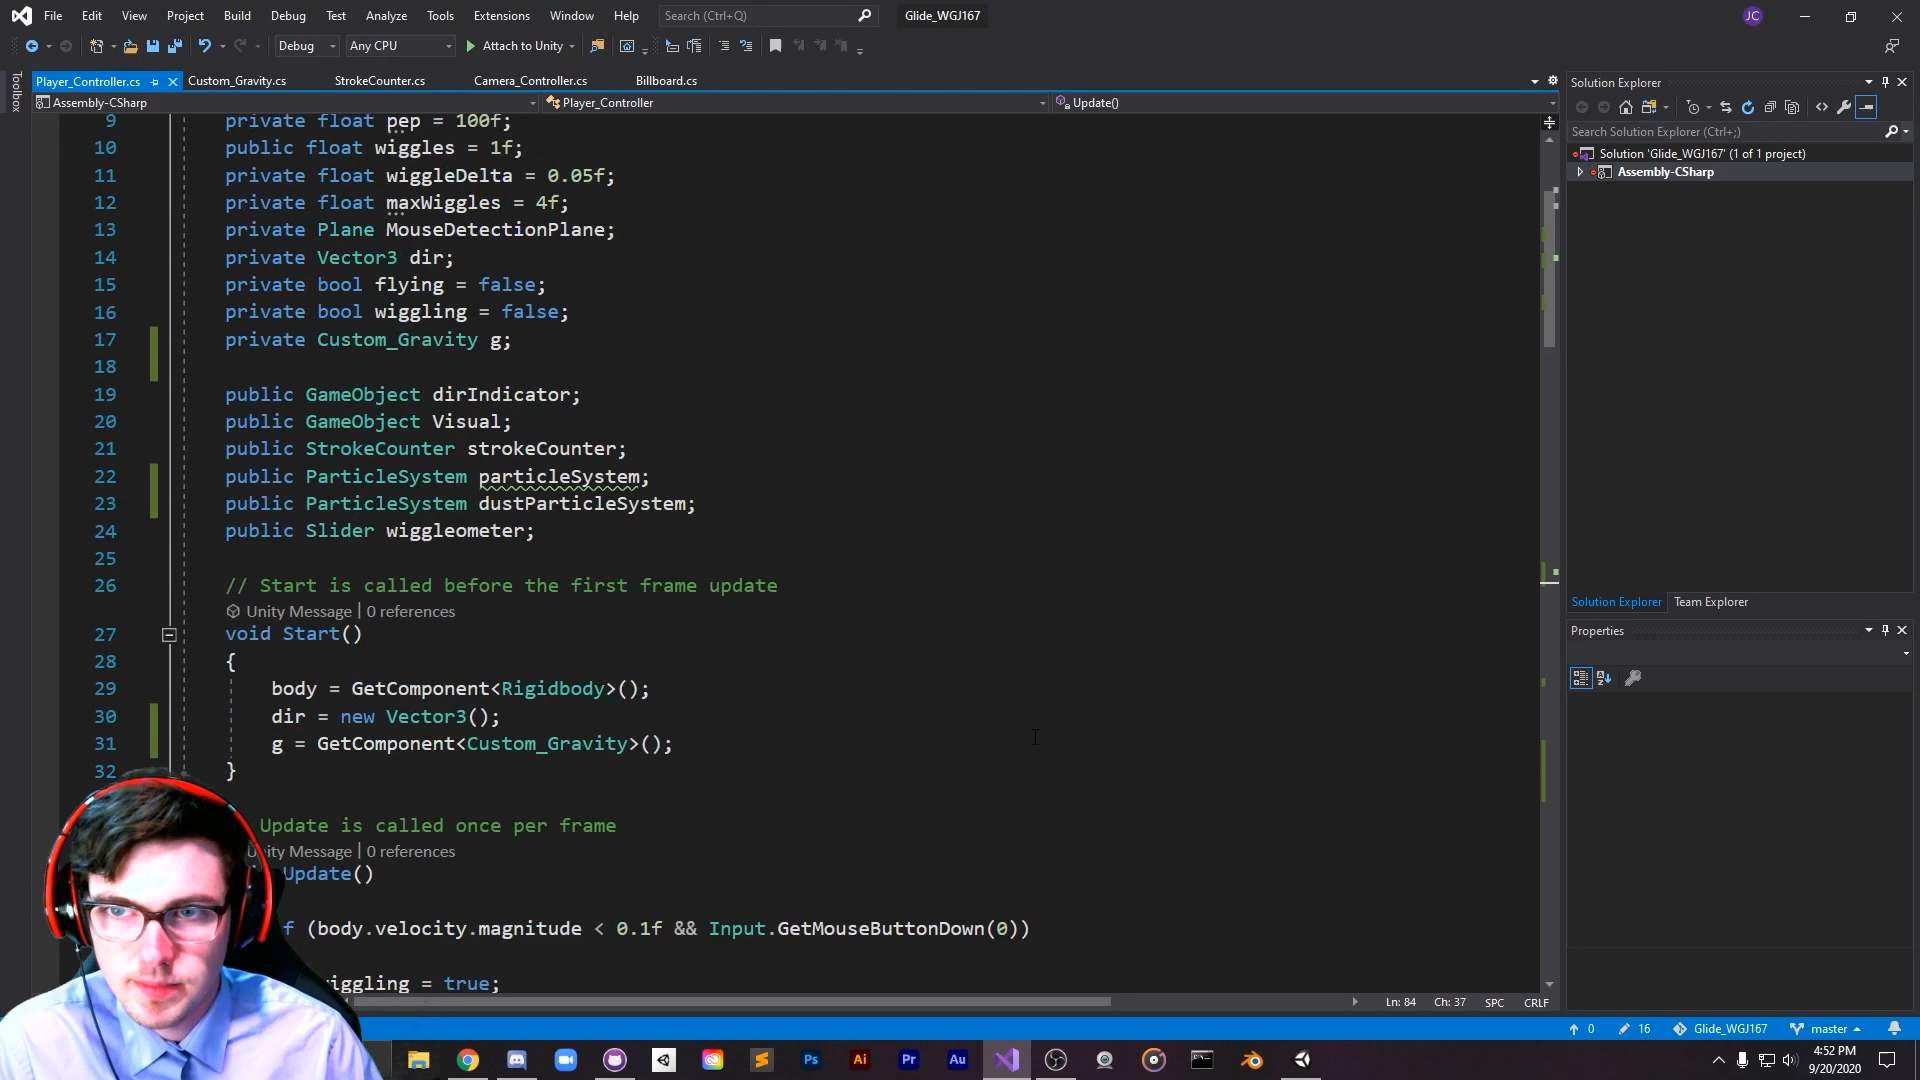 File Edit View Project Build Debug Test Analyze Tools Extensions Window Help Search (Ctrl+Q) Glide_WGJ167 JC
Debug Any CPU Attach to Unity
Toolbox
Player_Controller.cs Custom_Gravity.cs StrokeCounter.cs Camera_Controller.cs Billboard.cs
Assembly-CSharp Player_Controller Update()
9 private float pep = 100f;
10 public float wiggles = 1f;
11 private float wiggleDelta = 0.05f;
12 private float maxWiggles = 4f;
13 private Plane MouseDetectionPlane;
14 private Vector3 dir;
15 private bool flying = false;
16 private bool wiggling = false;
17 private Custom_Gravity g;
18
19 public GameObject dirIndicator;
20 public GameObject Visual;
21 public StrokeCounter strokeCounter;
22 public ParticleSystem particleSystem;
23 public ParticleSystem dustParticleSystem;
24 public Slider wiggleometer;
25
26 // Start is called before the first frame update
Unity Message | 0 references
27 void Start()
28 {
29 body = GetComponent<Rigidbody>();
30 dir = new Vector3();
31 g = GetComponent<Custom_Gravity>();
32 }
Update is called once per frame
Unity Message | 0 references
Update()
f (body.velocity.magnitude < 0.1f && Input.GetMouseButtonDown(0))
iggling = true;
Ln: 84 Ch: 37 SPC CRLF
Solution Explorer
Search Solution Explorer (Ctrl+;)
Solution 'Glide_WGJ167' (1 of 1 project)
Assembly-CSharp
Solution Explorer Team Explorer
Properties
0 16 Glide_WGJ167 master
Ps Ai Pr Au
4:52 PM
9/20/2020